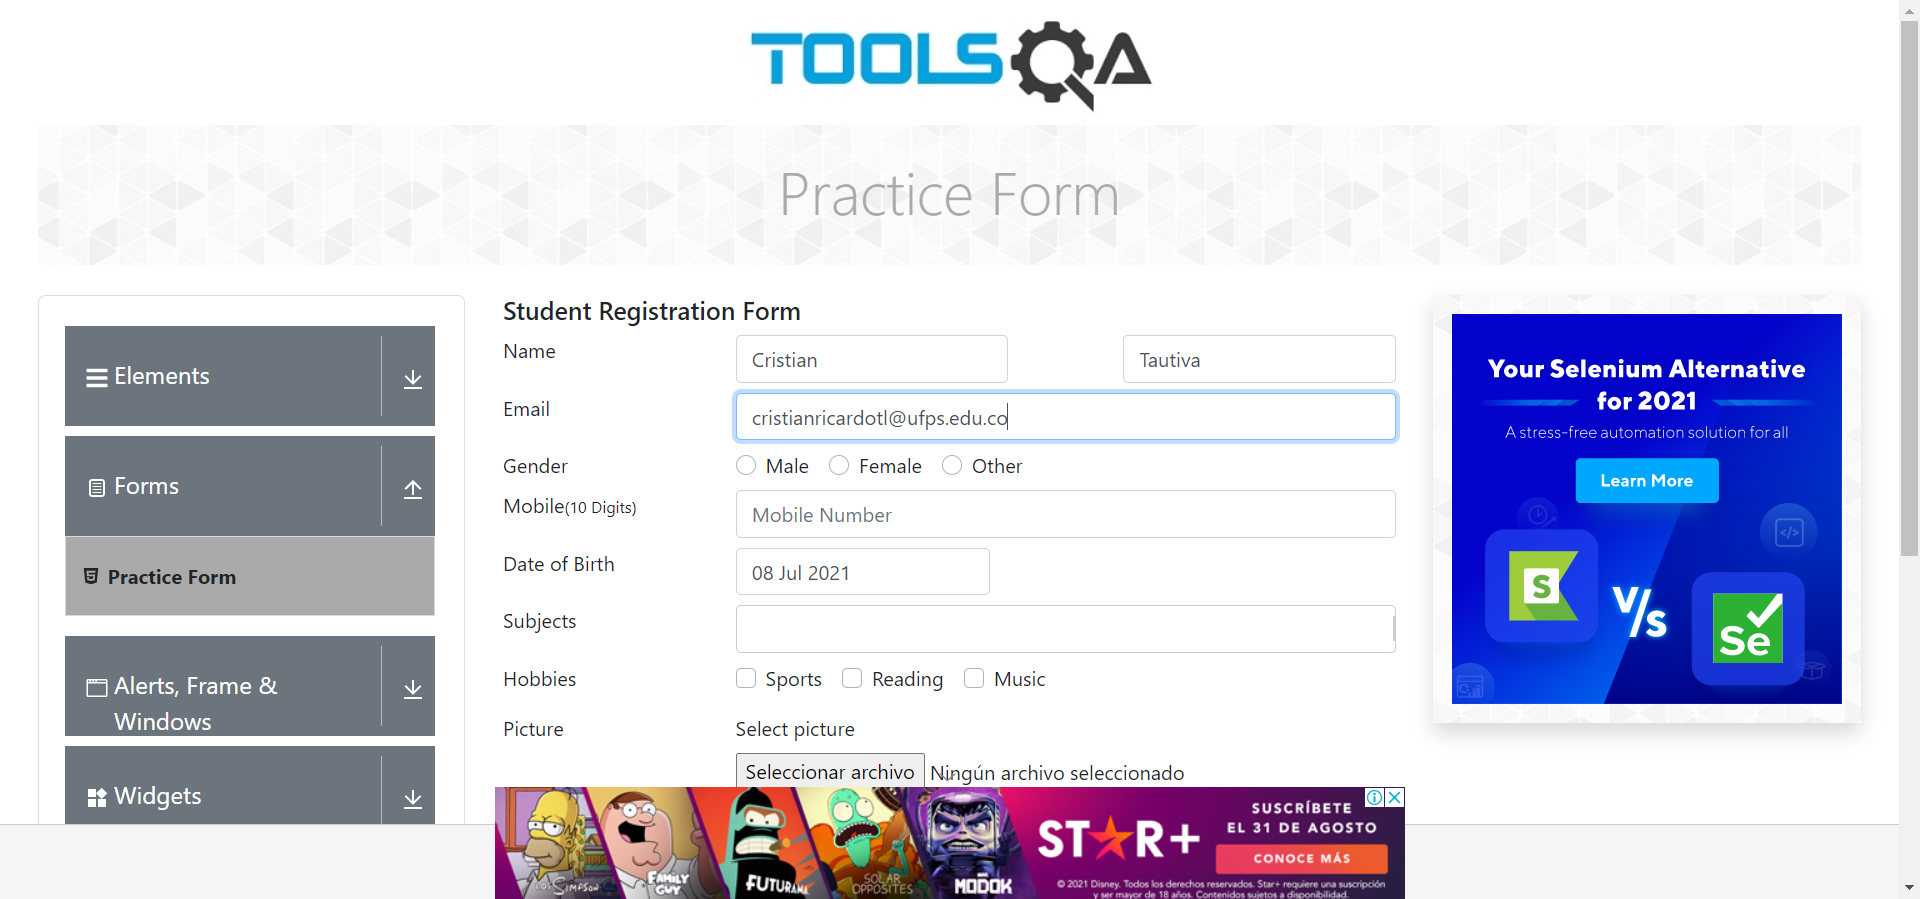 TOOLSQA
Practice Form
Elements
Forms
Practice Form
Alerts, Frame &
Windows
Widgets
Student Registration Form
Name
Cristian
Tautiva
Email
cristianricardotl@ufps.edu.co
Gender
Male
Female
Other
Mobile(10 Digits)
Mobile Number
Date of Birth
08 Jul 2021
Subjects
Hobbies
Sports
Reading
Music
Picture
Select picture
Seleccionar archivo
Ningún archivo seleccionado
Your Selenium Alternative
for 2021
A stress-free automation solution for all
Learn More
S
V/s
Se
LOS SIMPSON
FAMILY
GUY
FUTURAMA
SOLAR
OPPOSITES
MODOK
STAR+
SUSCRÍBETE
EL 31 DE AGOSTO
CONOCE MÁS
© 2021 Disney. Todos los derechos reservados. Star+ requiere una suscripción
y ser mayor de 18 años. Contenidos sujetos a disponibilidad.